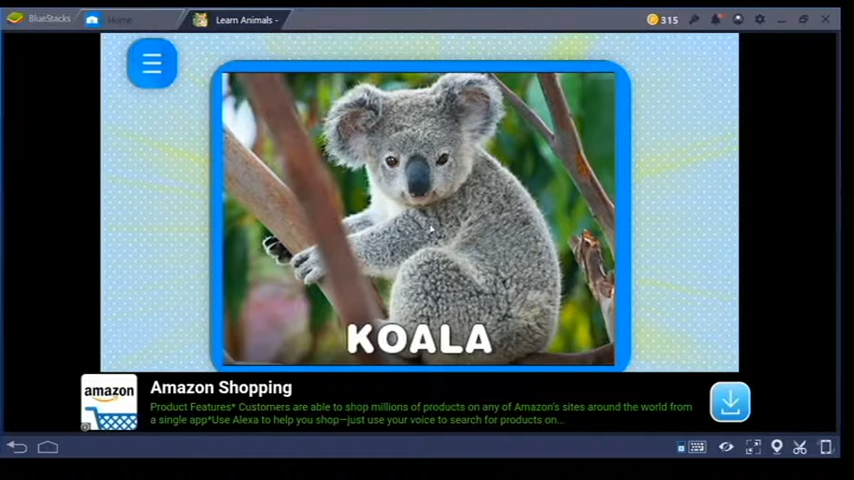 BlueStacks
Home
Learn Animals -
315
KOALA
amazon
Amazon Shopping
Product Features* Customers are able to shop millions of products on any of Amazon's sites around the world from
a single app*Use Alexa to help you shop—just use your voice to search for products on...